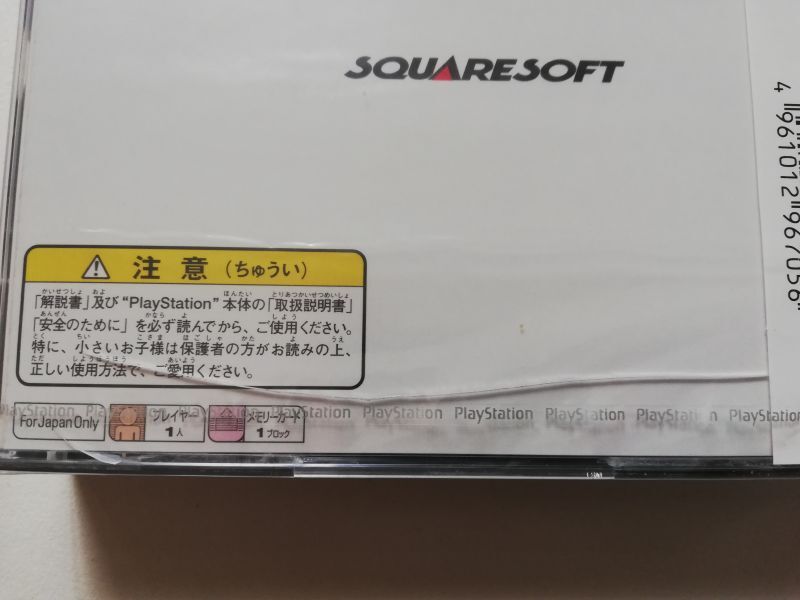 SQUARESOFT
4 961012 967056
注意（ちゅうい）
「解説書」及び“PlayStation”本体の「取扱説明書」
「安全のために」を必ず読んでから、ご使用ください。
特に、小さいお子様は保護者の方がお読みの上、
正しい使用方法で、ご愛用ください。
PlayStation PlayStation PlayStation PlayStation PlayStation
For Japan Only
プレイヤー
1人
メモリーカード
1ブロック